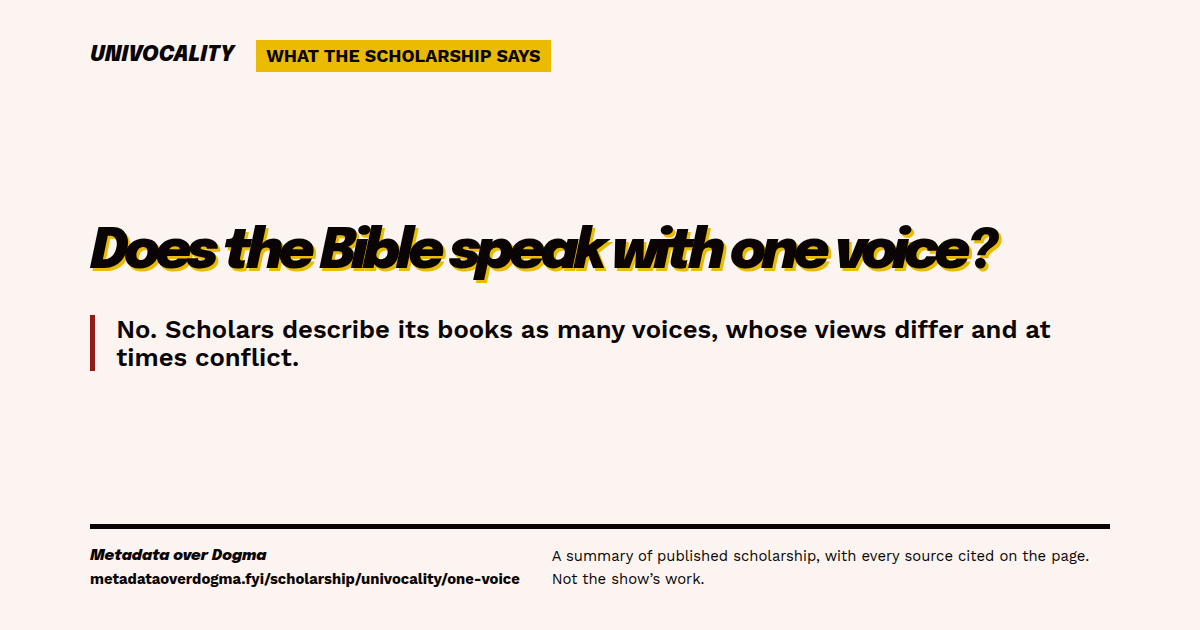 UNIVOCALITY
WHAT THE SCHOLARSHIP SAYS
Does the Bible speak with one voice?
No. Scholars describe its books as many voices, whose views differ and at
times conflict.
Metadata over Dogma
metadataoverdogma.fyi/scholarship/univocality/one-voice
A summary of published scholarship, with every source cited on the page.
Not the show’s work.